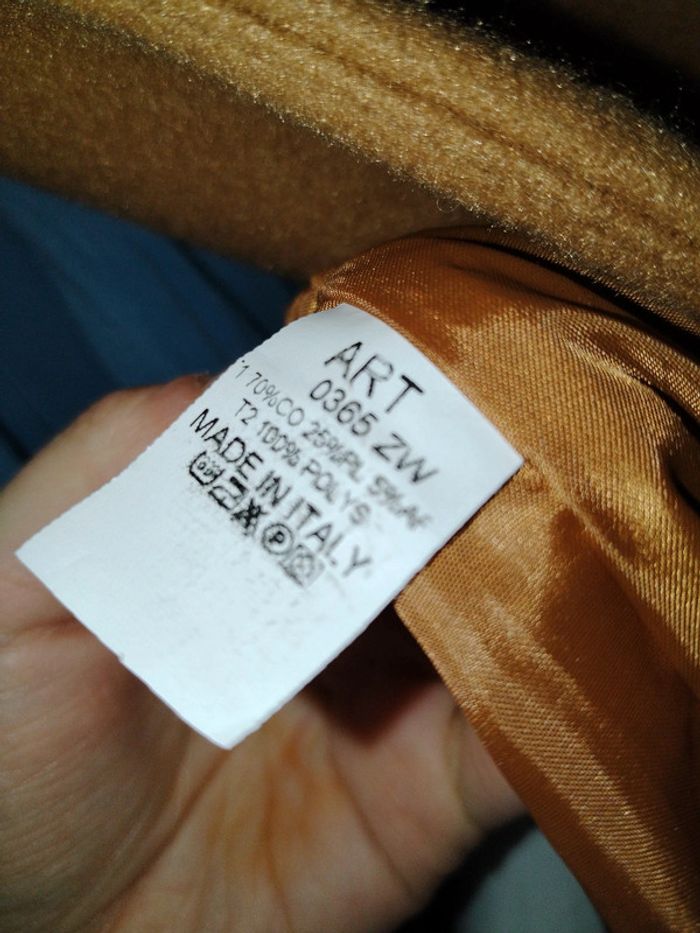 ART
0365 ZW
T1 70%CO 25%PL 5%AF
T2 100% POLYS
MADE IN ITALY
P